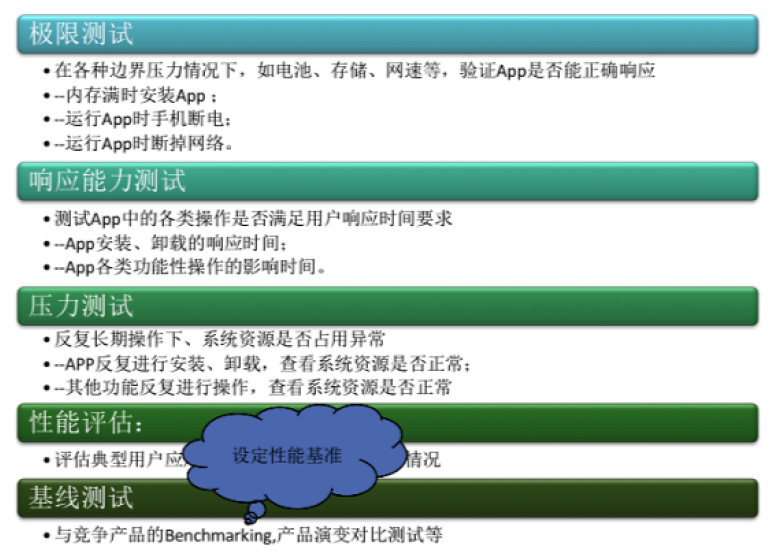 极限测试
•在各种边界压力情况下，如电池、存储、网速等，验证App是否能正确响应
•--内存满时安装App；
•--运行App时手机断电；
•--运行App时断掉网络。
响应能力测试
•测试App中的各类操作是否满足用户响应时间要求
•--App安装、卸载的响应时间；
•--App各类功能性操作的影响时间。
压力测试
•反复长期操作下、系统资源是否占用异常
•--APP反复进行安装、卸载，查看系统资源是否正常；
•--其他功能反复进行操作，查看系统资源是否正常
性能评估：
设定性能基准
•评估典型用户应 情况
基线测试
•与竞争产品的Benchmarking,产品演变对比测试等